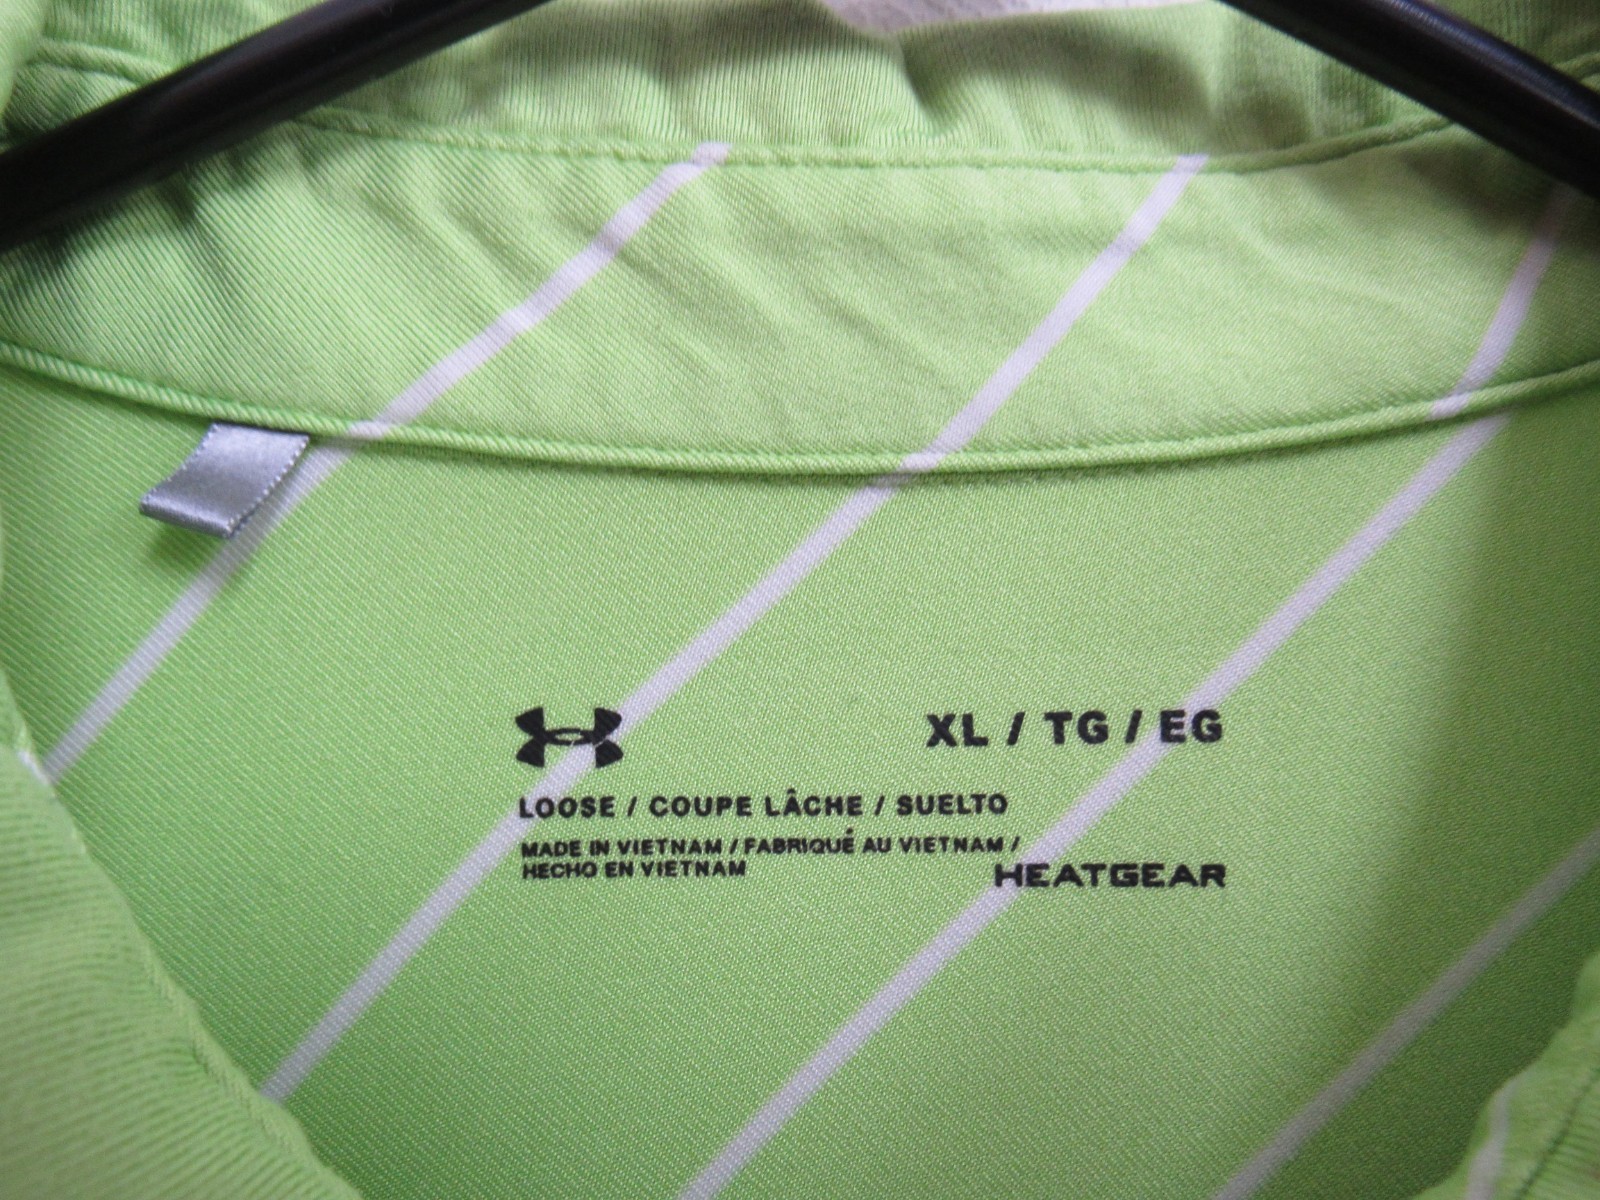 XL / TG / EG
LOOSE / COUPE LÂCHE / SUELTO
MADE IN VIETNAM / FABRIQUÉ AU VIETNAM /
HECHO EN VIETNAM
HEATGEAR